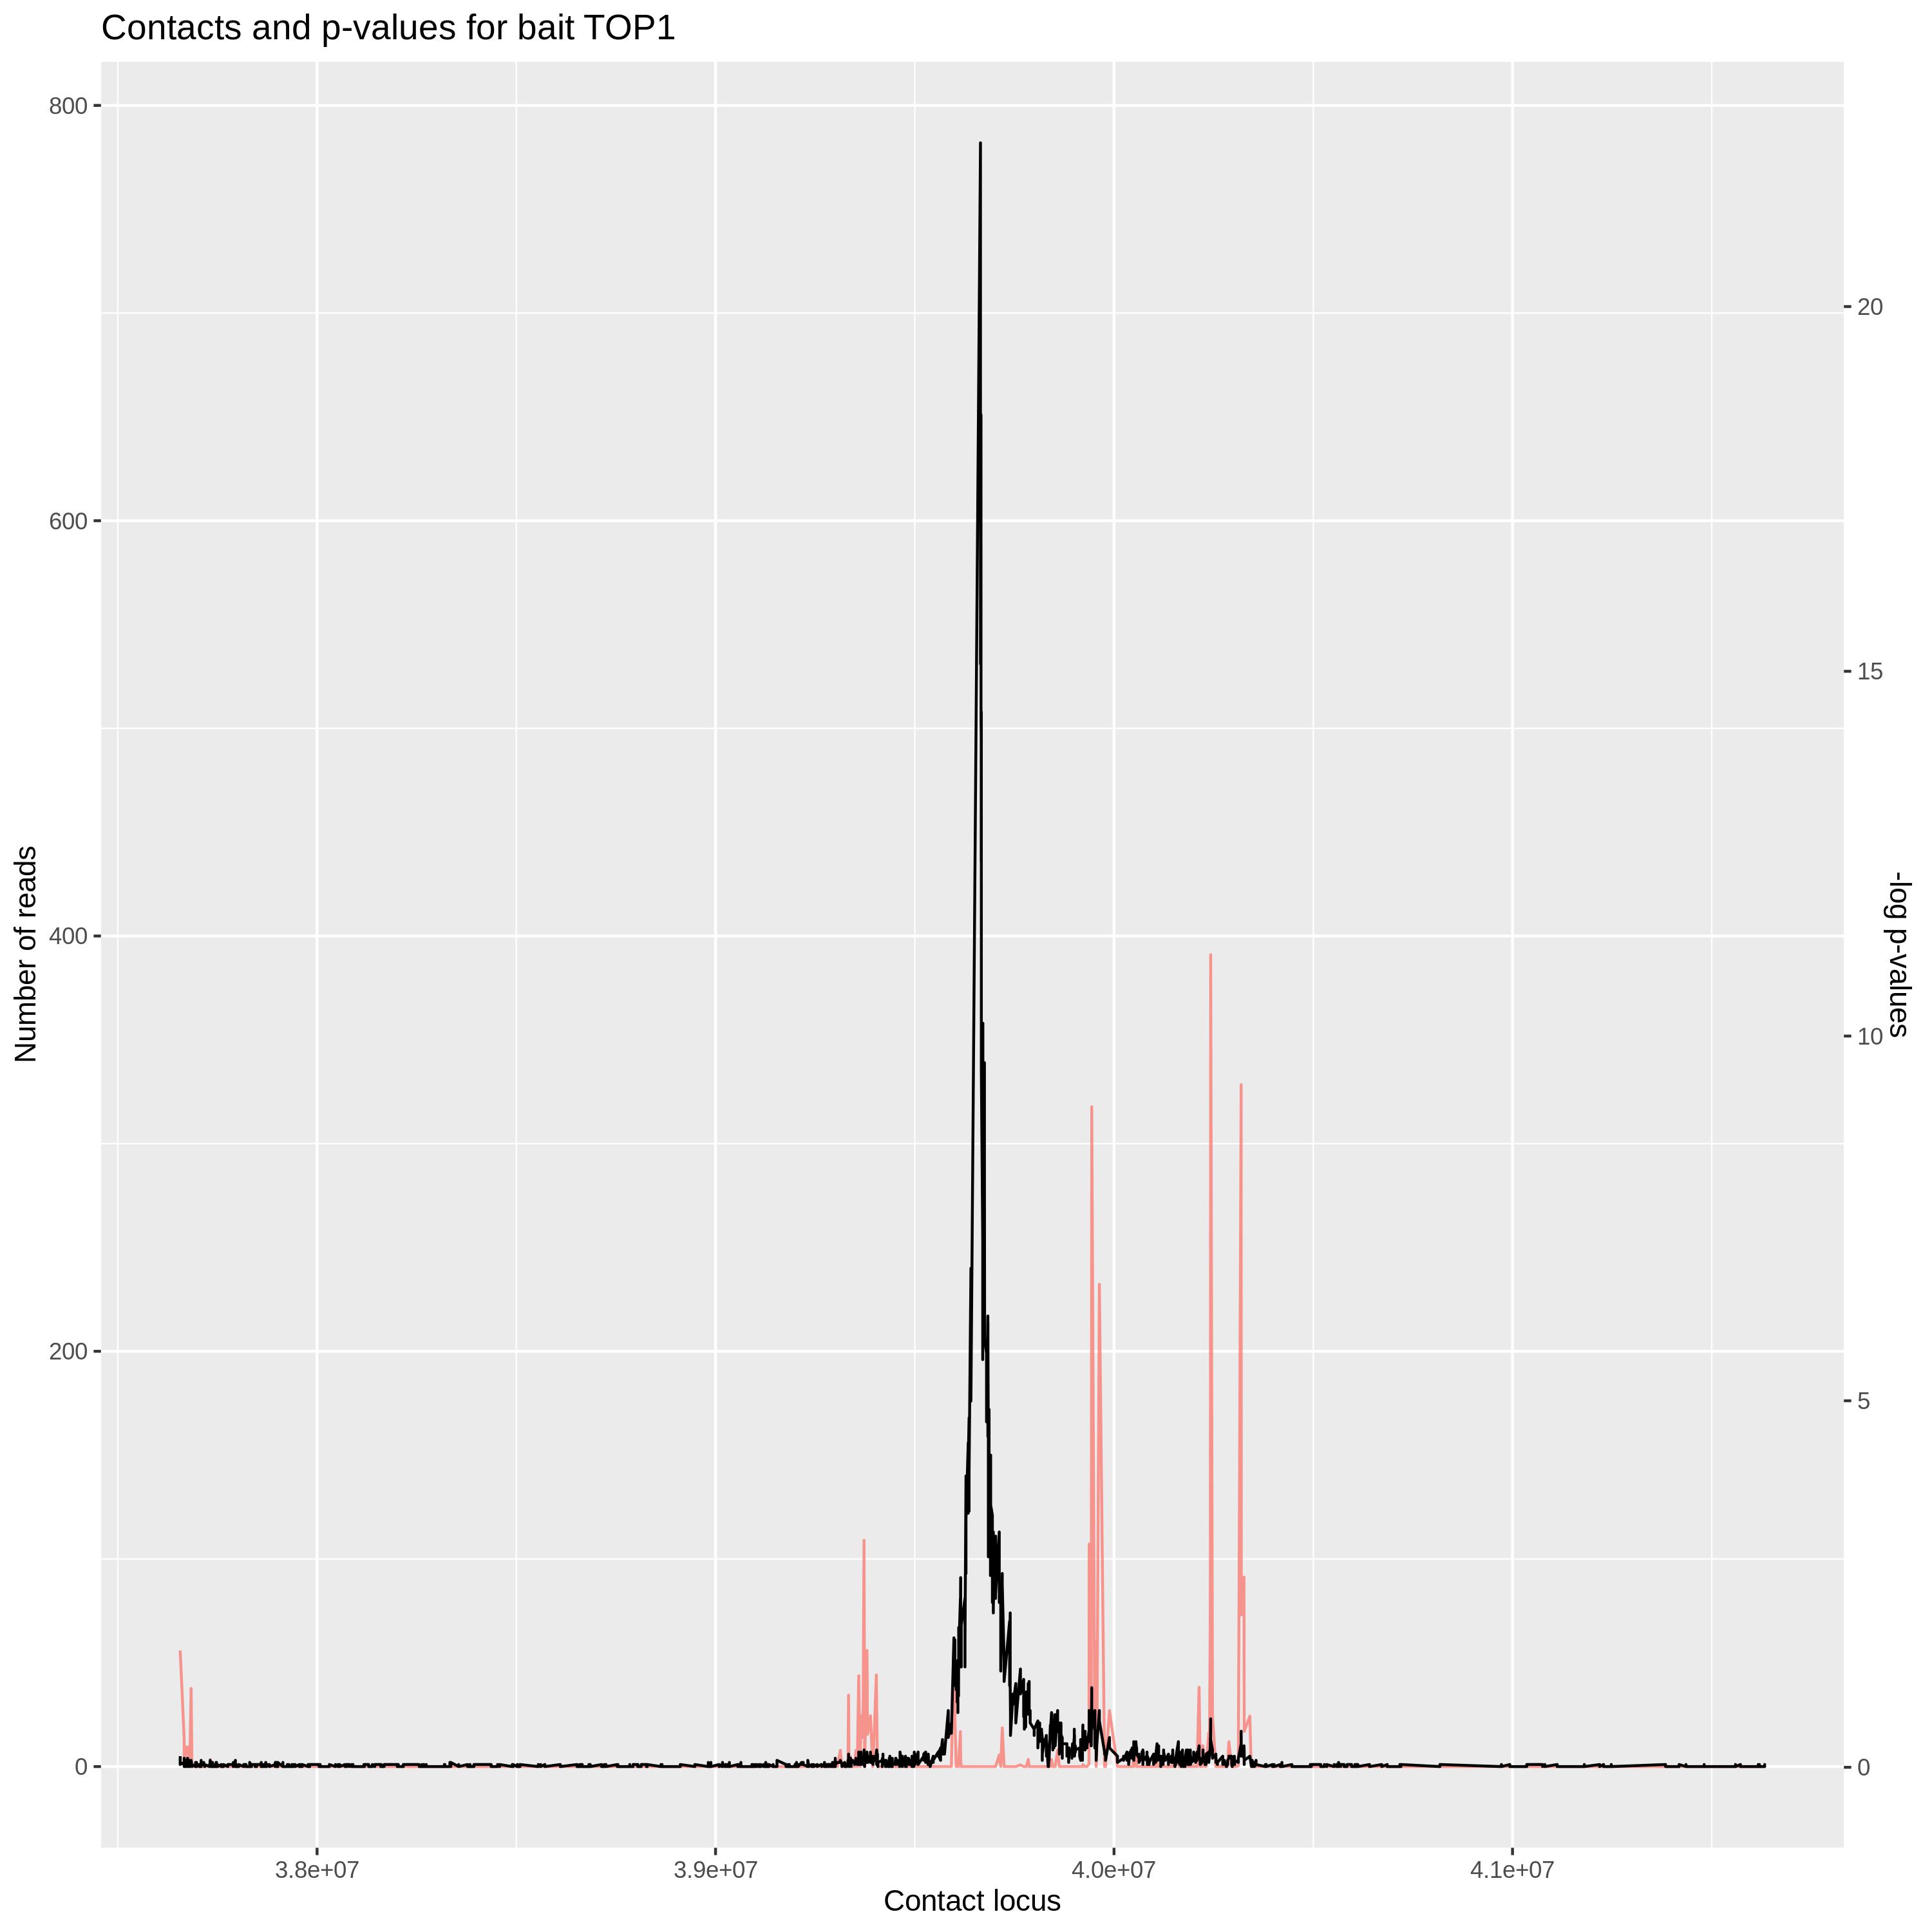 Contacts and p-values for bait TOP1
800
600
400
200
0
Number of reads
20
15
10
5
0
-log p-values
3.8e+07
3.9e+07
4.0e+07
4.1e+07
Contact locus